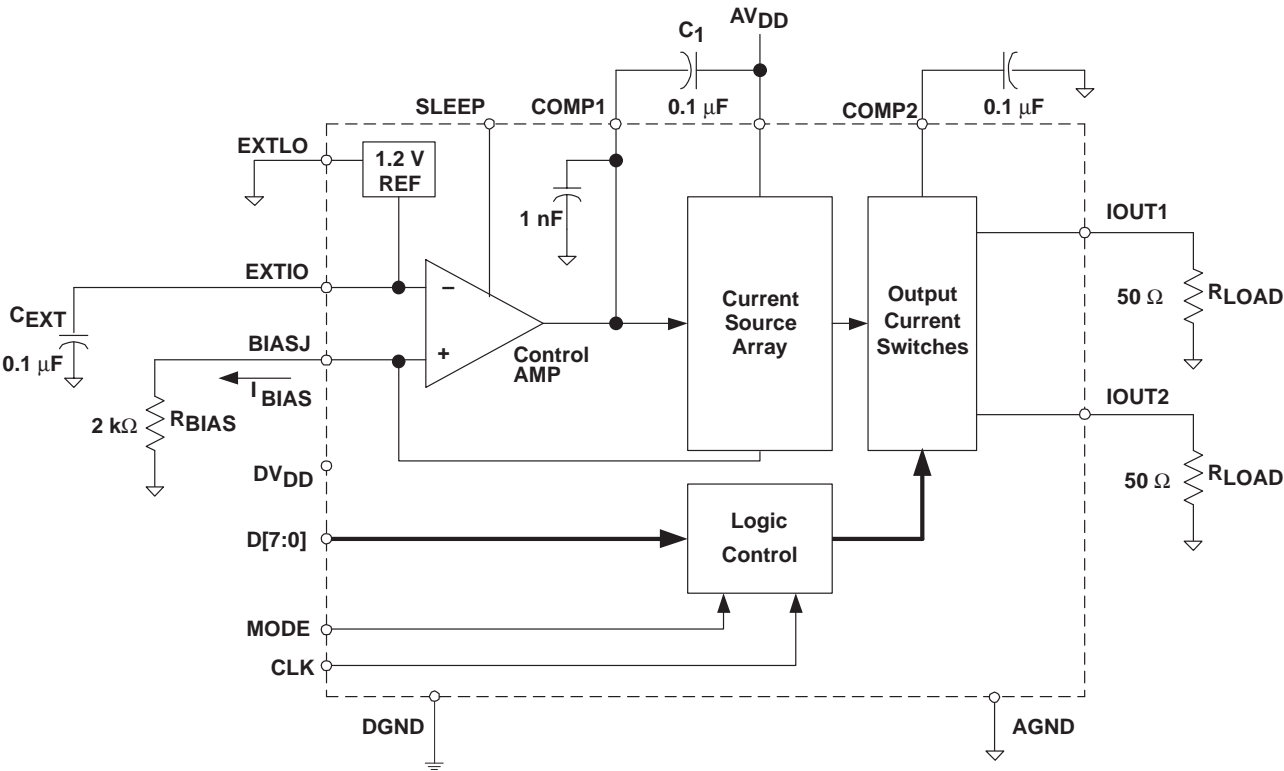 AVDD
C1
0.1 μF
0.1 μF
SLEEP
COMP1
COMP2
EXTLO
1.2 V
REF
1 nF
IOUT1
EXTIO
–
+
Control
AMP
Current
Source
Array
Output
Current
Switches
50 Ω
RLOAD
CEXT
0.1 μF
BIASJ
IBIAS
2 kΩ
RBIAS
IOUT2
DVDD
50 Ω
RLOAD
D[7:0]
Logic
Control
MODE
CLK
DGND
AGND